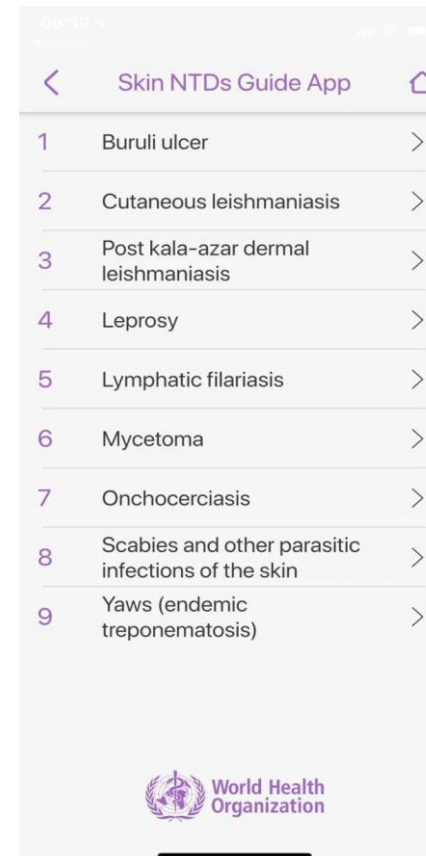 09:39
Skin NTDs Guide App
1 Buruli ulcer
2 Cutaneous leishmaniasis
3 Post kala-azar dermal
leishmaniasis
4 Leprosy
5 Lymphatic filariasis
6 Mycetoma
7 Onchocerciasis
8 Scabies and other parasitic
infections of the skin
9 Yaws (endemic
treponematosis)
World Health
Organization